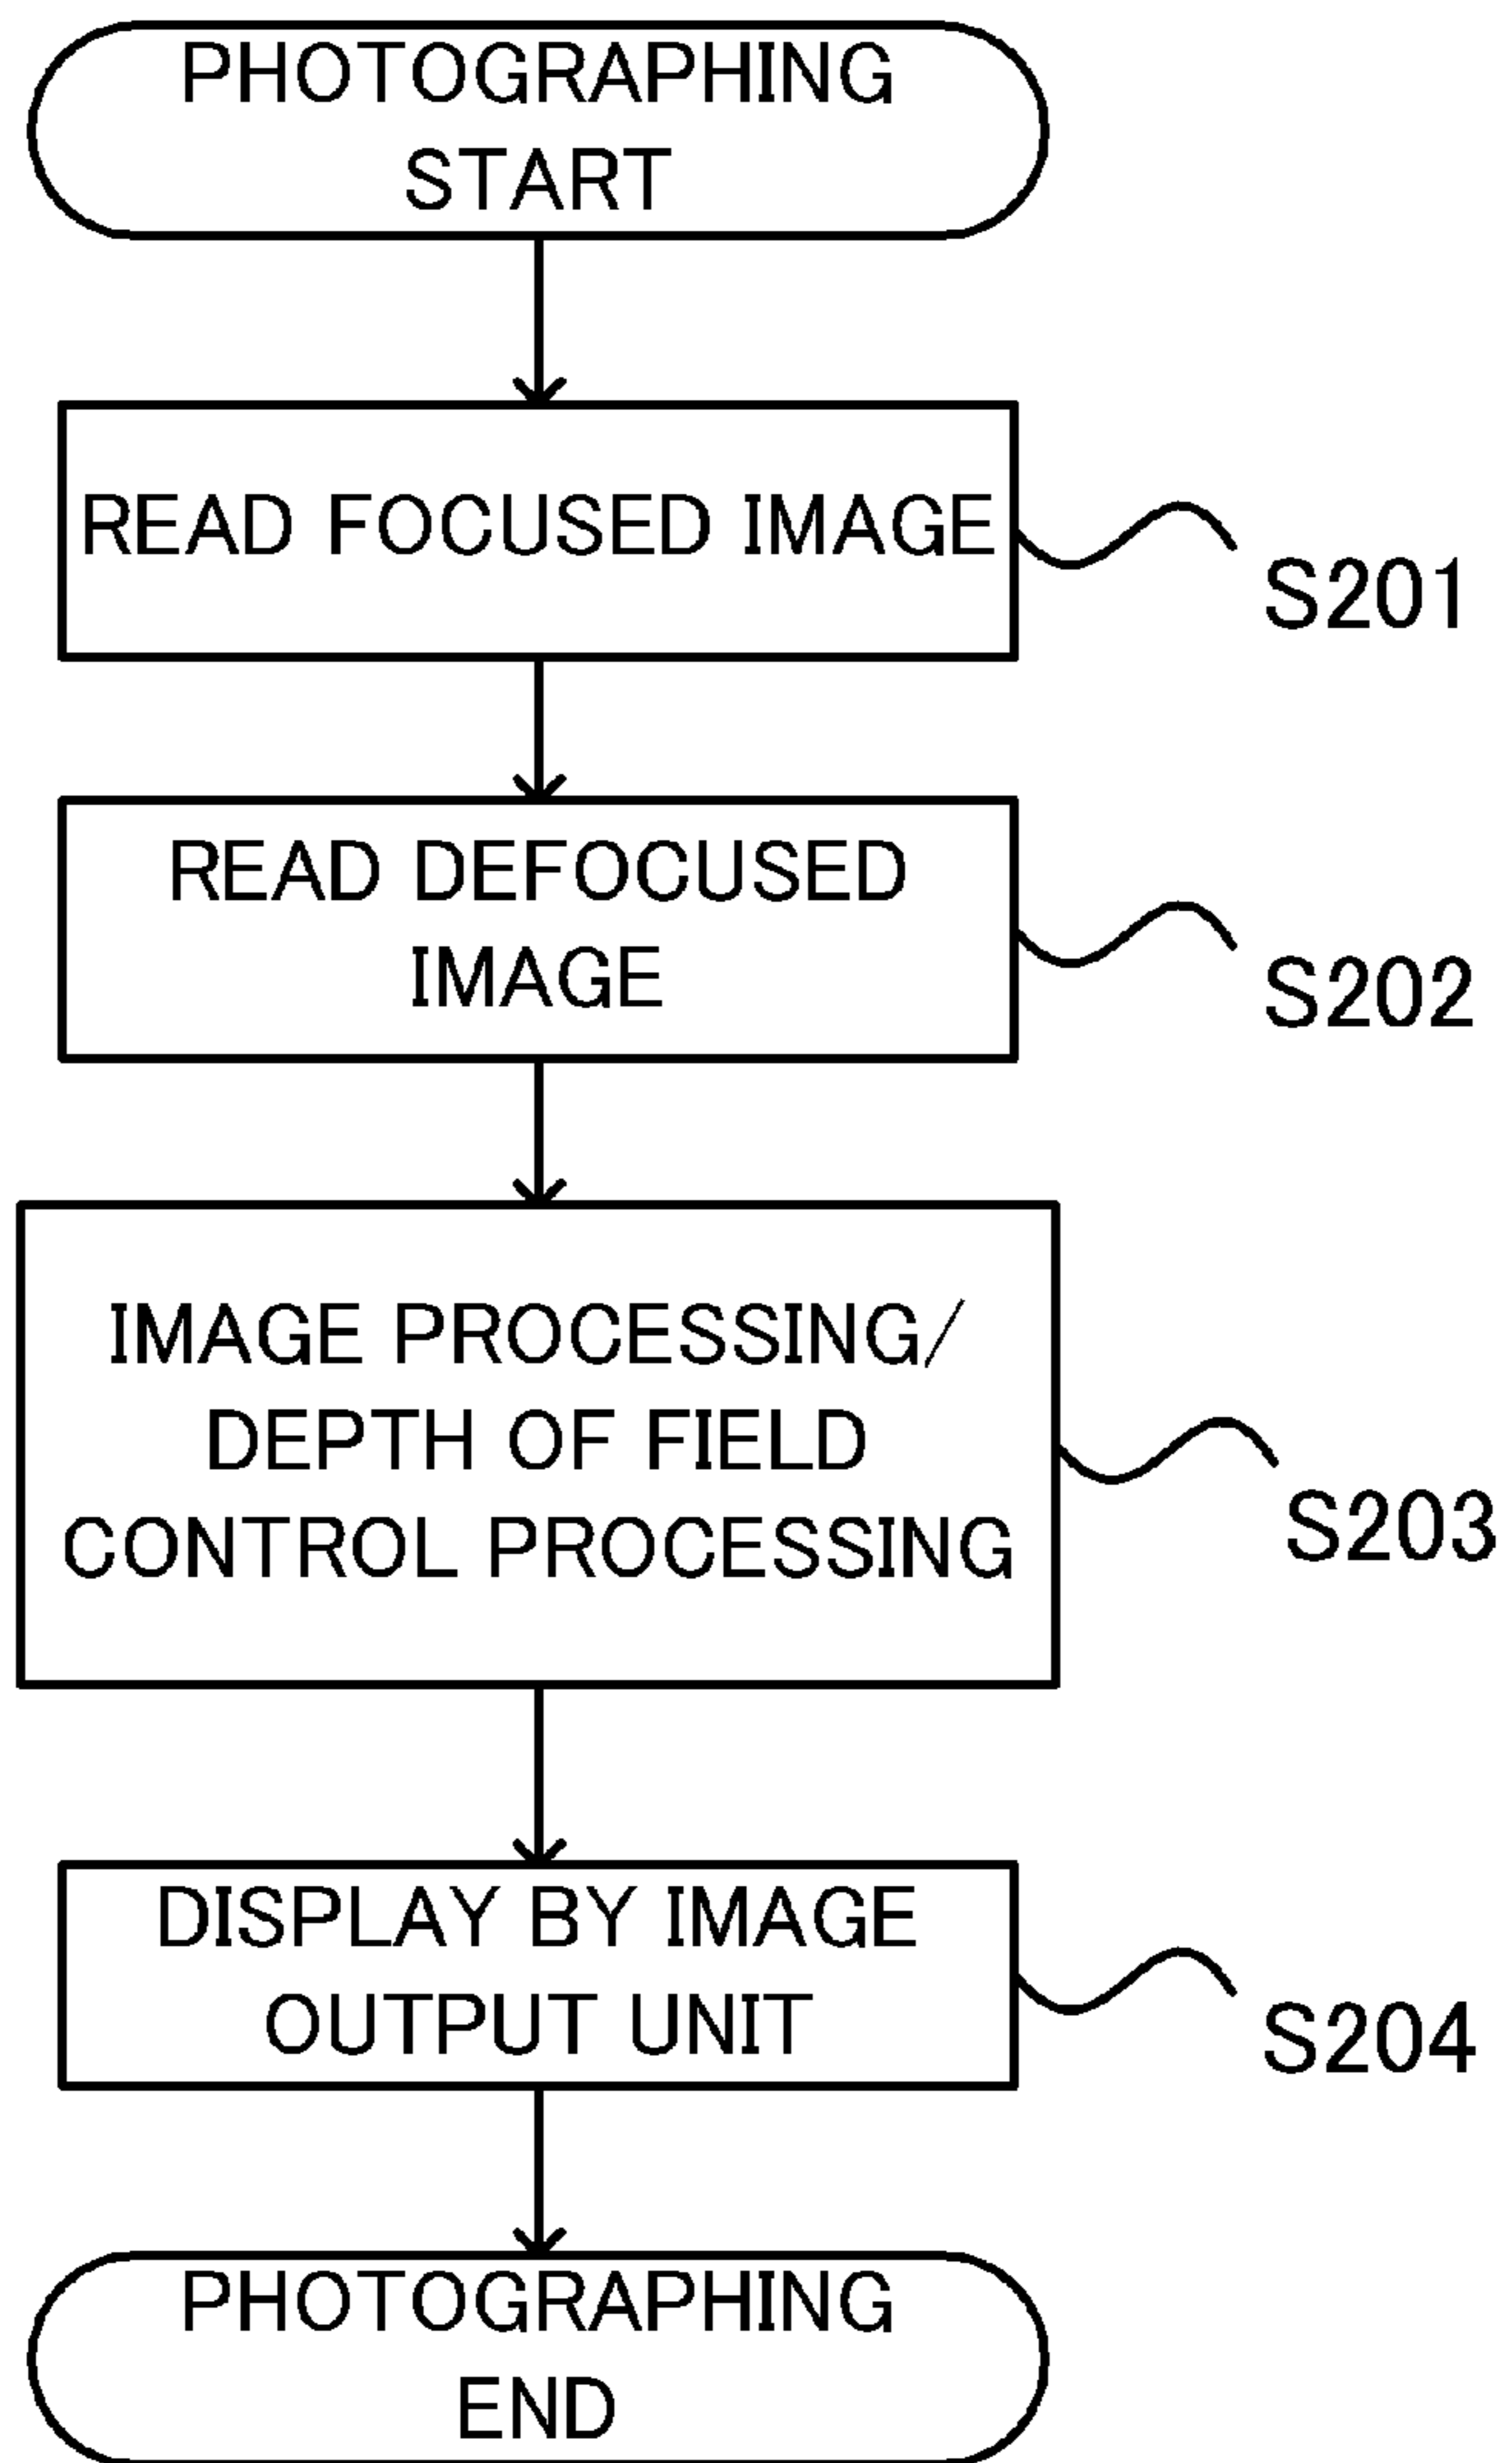 PHOTOGRAPHING
START
READ FOCUSED IMAGE
S201
READ DEFOCUSED
IMAGE
S202
IMAGE PROCESSING/
DEPTH OF FIELD
CONTROL PROCESSING
S203
DISPLAY BY IMAGE
OUTPUT UNIT
S204
PHOTOGRAPHING
END